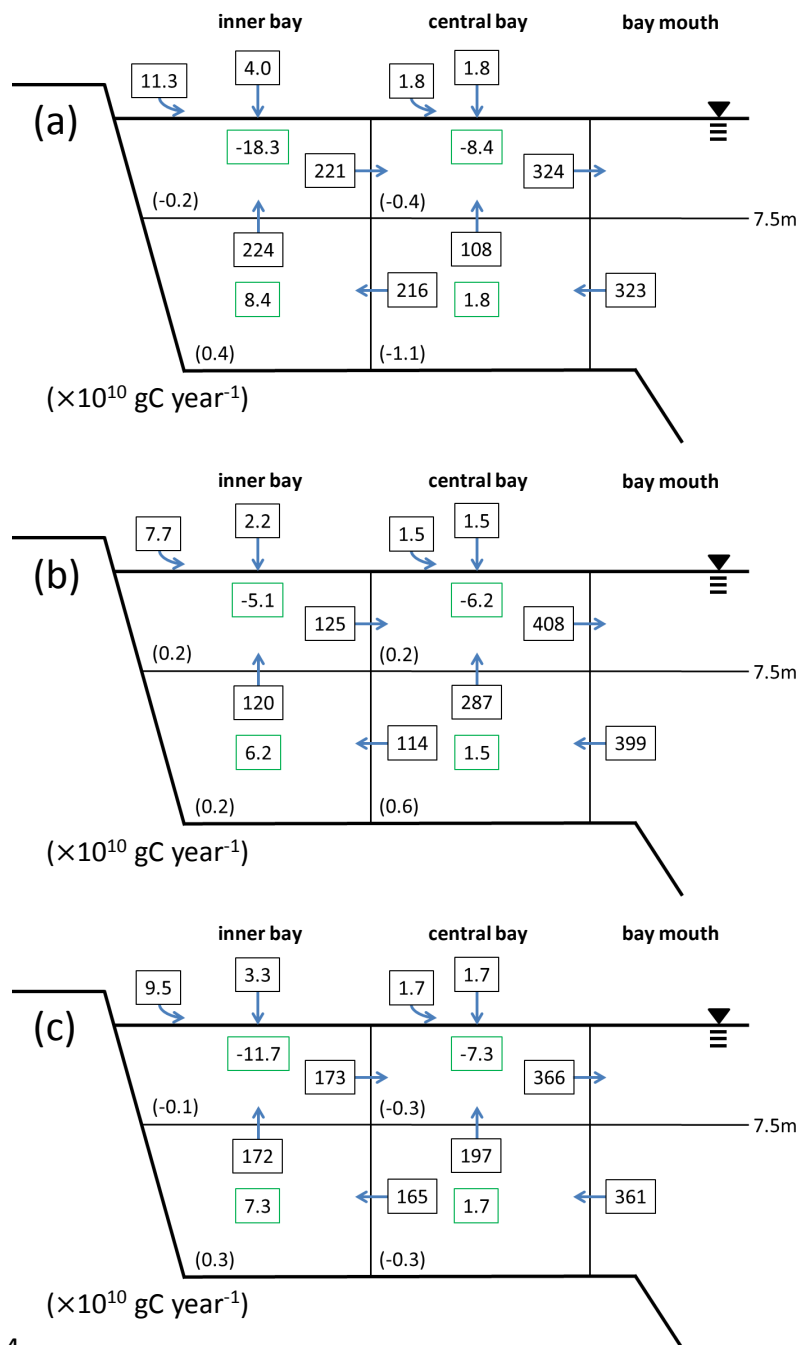 inner bay central bay bay mouth
11.3 4.0 1.8 1.8
(a)
-18.3 -8.4
221 324
(-0.2) (-0.4)
7.5m
224 108
8.4 216 1.8 323
(0.4) (-1.1)
(×10¹⁰ gC year⁻¹)
inner bay central bay bay mouth
7.7 2.2 1.5 1.5
(b)
-5.1 -6.2
125 408
(0.2) (0.2)
7.5m
120 287
6.2 114 1.5 399
(0.2) (0.6)
(×10¹⁰ gC year⁻¹)
inner bay central bay bay mouth
9.5 3.3 1.7 1.7
(c)
-11.7 -7.3
173 366
(-0.1) (-0.3)
7.5m
172 197
7.3 165 1.7 361
(0.3) (-0.3)
(×10¹⁰ gC year⁻¹)